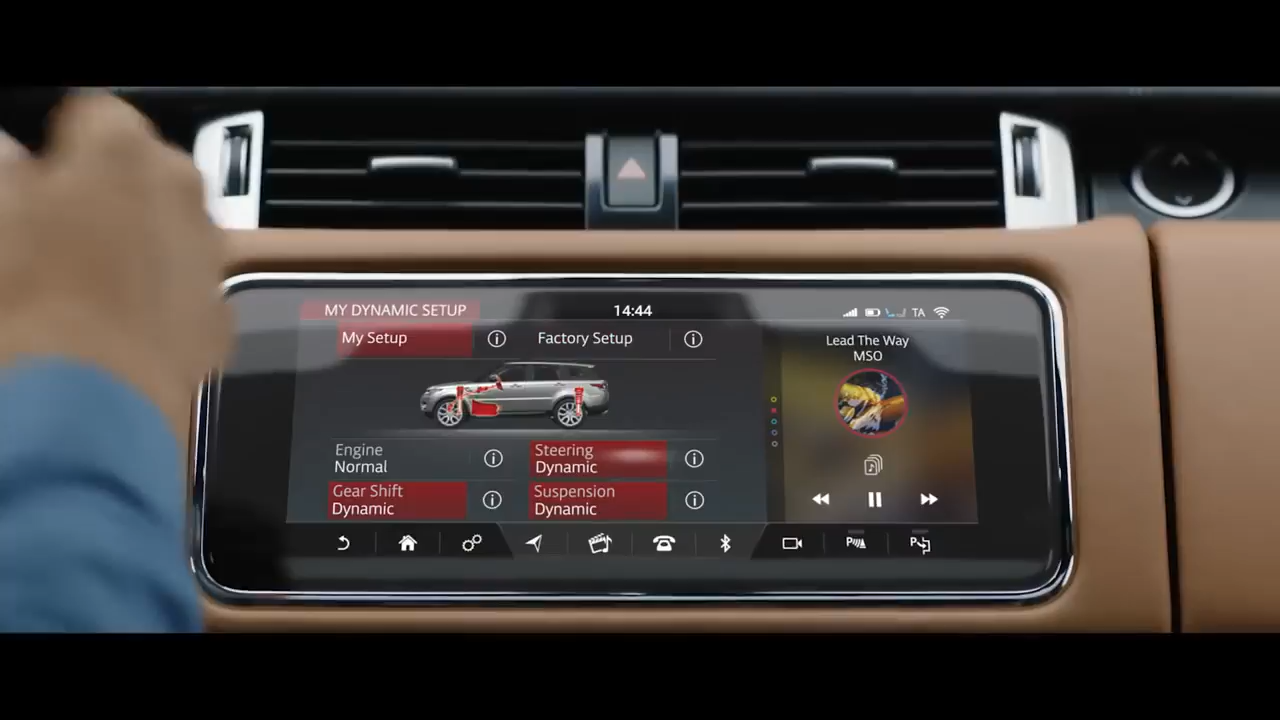 MY DYNAMIC SETUP
14:44
TA
My Setup
Factory Setup
Lead The Way
MSO
Engine
Normal
Steering
Dynamic
Gear Shift
Dynamic
Suspension
Dynamic